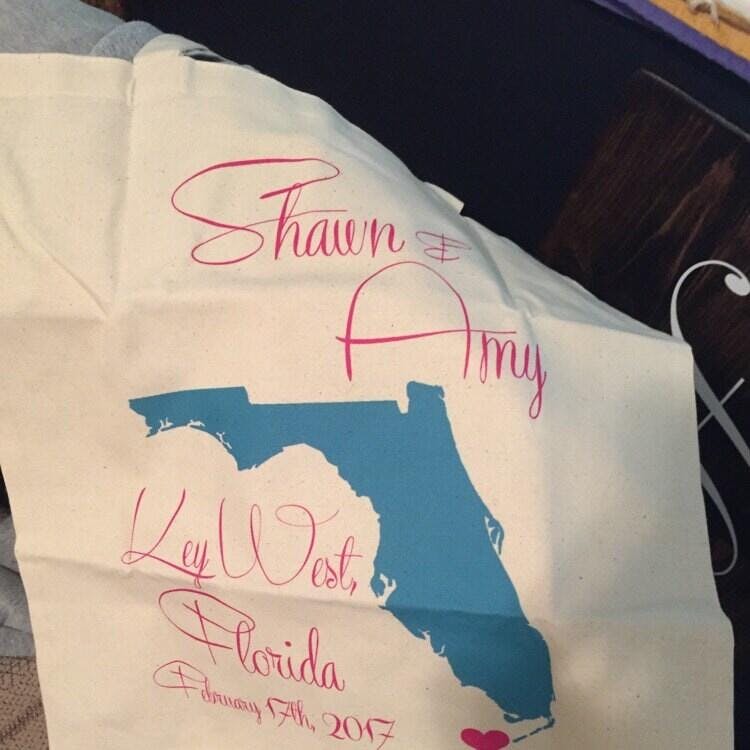 Shawn &
Amy
Key West,
Florida
February 17th, 2017